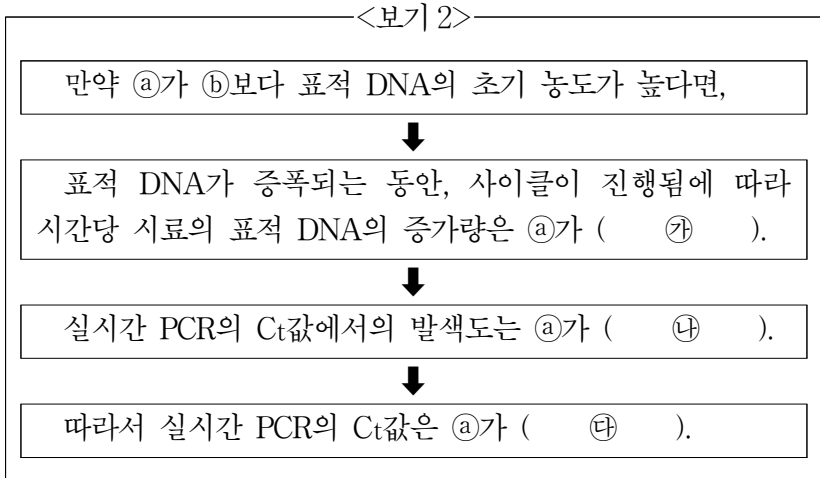 <보기 2>
만약 ⓐ가 ⓑ보다 표적 DNA의 초기 농도가 높다면,
표적 DNA가 증폭되는 동안, 사이클이 진행됨에 따라
시간당 시료의 표적 DNA의 증가량은 ⓐ가 ( ㉮ ).
실시간 PCR의 Ct값에서의 발색도는 ⓐ가 ( ㉯ ).
따라서 실시간 PCR의 Ct값은 ⓐ가 ( ㉰ ).